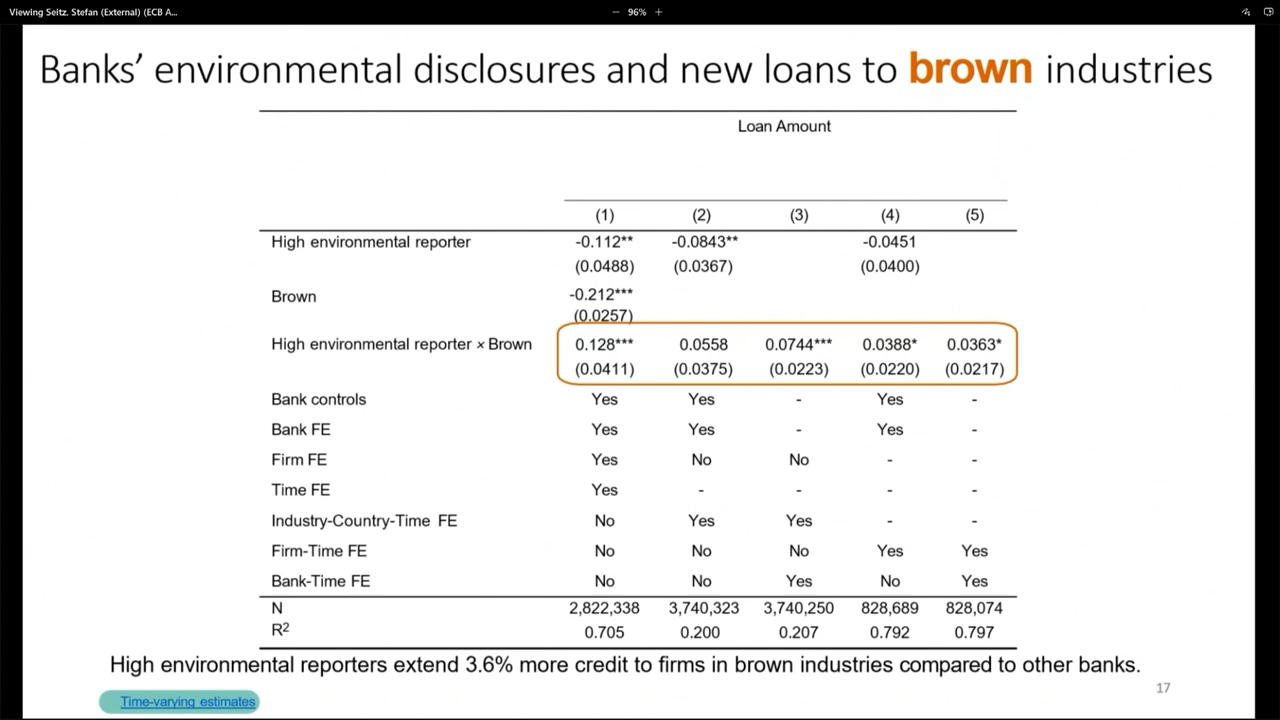 Viewing Seitz, Stefan (External) (ECB A...
− 96% +
Banks' environmental disclosures and new loans to brown industries
Loan Amount
(1) (2) (3) (4) (5)
High environmental reporter -0.112** -0.0843** -0.0451
(0.0488) (0.0367) (0.0400)
Brown -0.212***
(0.0257)
High environmental reporter × Brown 0.128*** 0.0558 0.0744*** 0.0388* 0.0363*
(0.0411) (0.0375) (0.0223) (0.0220) (0.0217)
Bank controls Yes Yes - Yes -
Bank FE Yes Yes - Yes -
Firm FE Yes No No - -
Time FE Yes - - - -
Industry-Country-Time FE No Yes Yes - -
Firm-Time FE No No No Yes Yes
Bank-Time FE No No Yes No Yes
N 2,822,338 3,740,323 3,740,250 828,689 828,074
R² 0.705 0.200 0.207 0.792 0.797
High environmental reporters extend 3.6% more credit to firms in brown industries compared to other banks.
17
Time-varying estimates